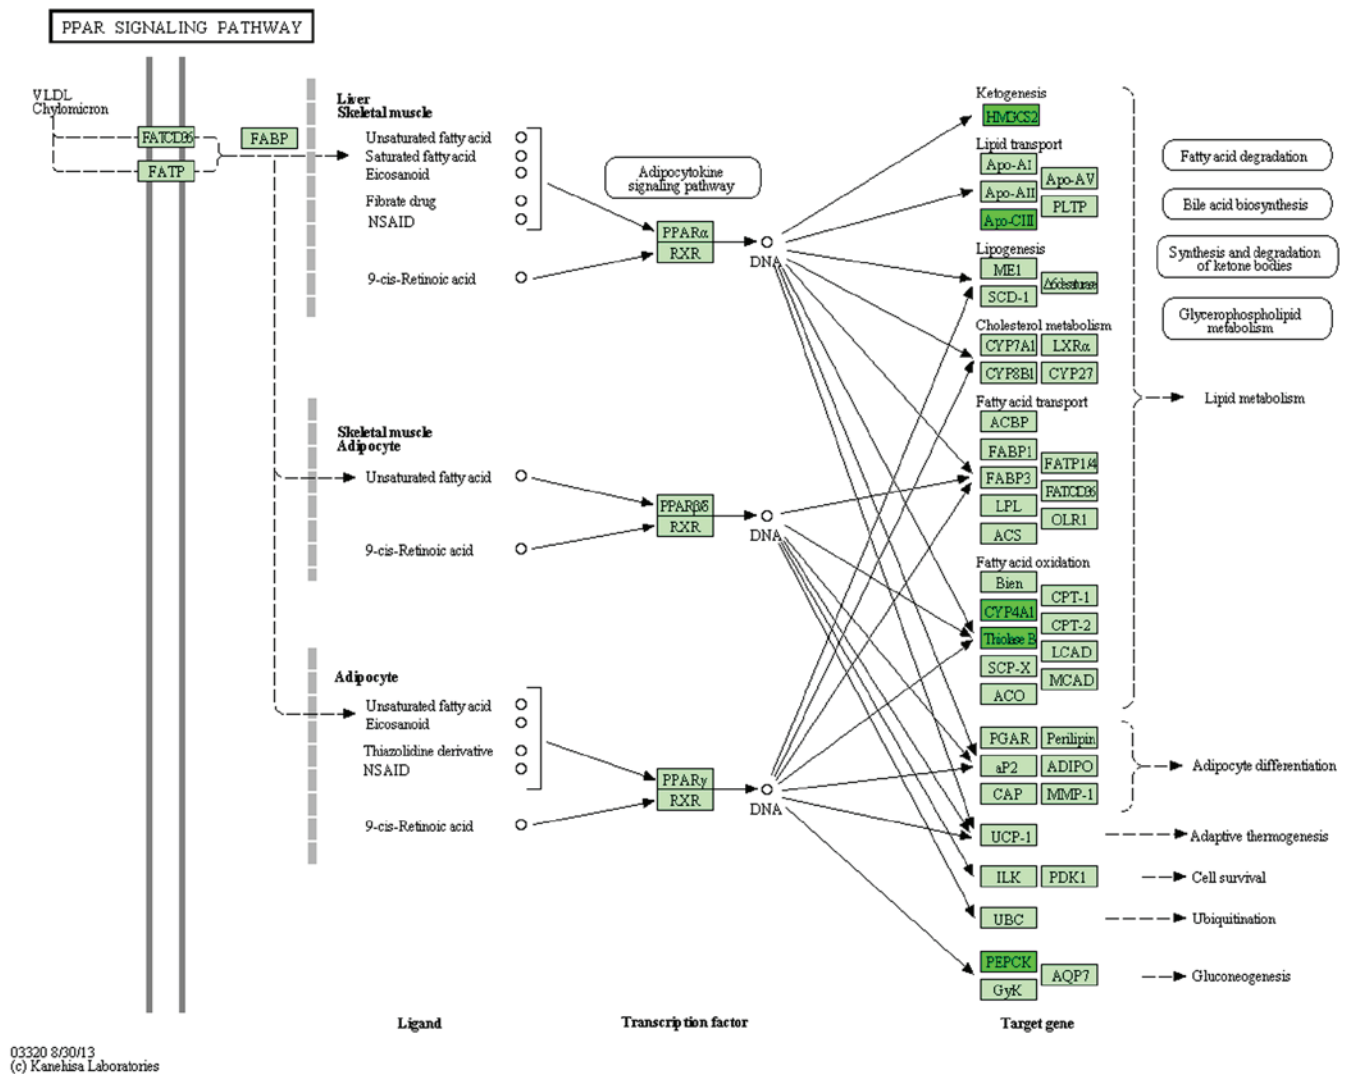 PPAR SIGNALING PATHWAY
VLDL
Chylomicron
FATCD36
FATP
FABP
Liver
Skeletal muscle
Unsaturated fatty acid
Saturated fatty acid
Eicosanoid
Fibrate drug
NSAID
9-cis-Retinoic acid
Adipocytokine
signaling pathway
PPARα
RXR
DNA
Skeletal muscle
Adipocyte
Unsaturated fatty acid
9-cis-Retinoic acid
PPARβ/δ
RXR
DNA
Adipocyte
Unsaturated fatty acid
Eicosanoid
Thiazolidine derivative
NSAID
9-cis-Retinoic acid
PPARγ
RXR
DNA
Ketogenesis
HMGCS2
Lipid transport
Apo-AI
Apo-AII
Apo-CIII
Apo-AV
PLTP
Lipogenesis
ME1
SCD-1
Δ6desaturase
Cholesterol metabolism
CYP7A1
LXRα
CYP8B1
CYP27
Fatty acid transport
ACBP
FABP1
FABP3
LPL
ACS
FATP1/4
FATCD36
OLR1
Fatty acid oxidation
Bien
CYP4A1
Thiolase B
SCP-X
ACO
CPT-1
CPT-2
LCAD
MCAD
PGAR
Perilipin
aP2
ADIPO
CAP
MMP-1
UCP-1
ILK
PDK1
UBC
PEPCK
GyK
AQP7
Fatty acid degradation
Bile acid biosynthesis
Synthesis and degradation
of ketone bodies
Glycerophospholipid
metabolism
Lipid metabolism
Adipocyte differentiation
Adaptive thermogenesis
Cell survival
Ubiquitination
Gluconeogenesis
Ligand
Transcription factor
Target gene
03320 8/30/13
(c) Kanehisa Laboratories